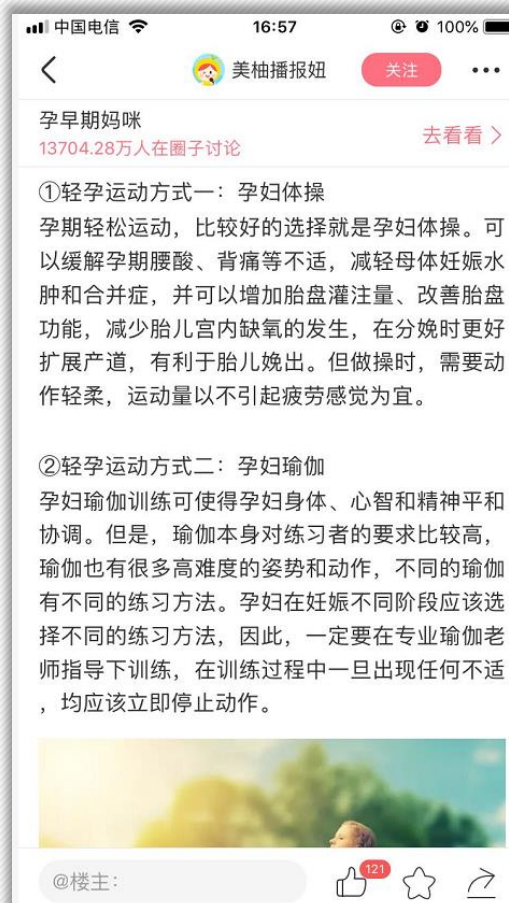 中国电信 16:57 100%
美柚播报妞 关注
孕早期妈咪
13704.28万人在圈子讨论
去看看
①轻孕运动方式一：孕妇体操
孕期轻松运动，比较好的选择就是孕妇体操。可
以缓解孕期腰酸、背痛等不适，减轻母体妊娠水
肿和合并症，并可以增加胎盘灌注量、改善胎盘
功能，减少胎儿宫内缺氧的发生，在分娩时更好
扩展产道，有利于胎儿娩出。但做操时，需要动
作轻柔，运动量以不引起疲劳感觉为宜。
②轻孕运动方式二：孕妇瑜伽
孕妇瑜伽训练可使得孕妇身体、心智和精神平和
协调。但是，瑜伽本身对练习者的要求比较高，
瑜伽也有很多高难度的姿势和动作，不同的瑜伽
有不同的练习方法。孕妇在妊娠不同阶段应该选
择不同的练习方法，因此，一定要在专业瑜伽老
师指导下训练，在训练过程中一旦出现任何不适
，均应该立即停止动作。
@楼主：
121